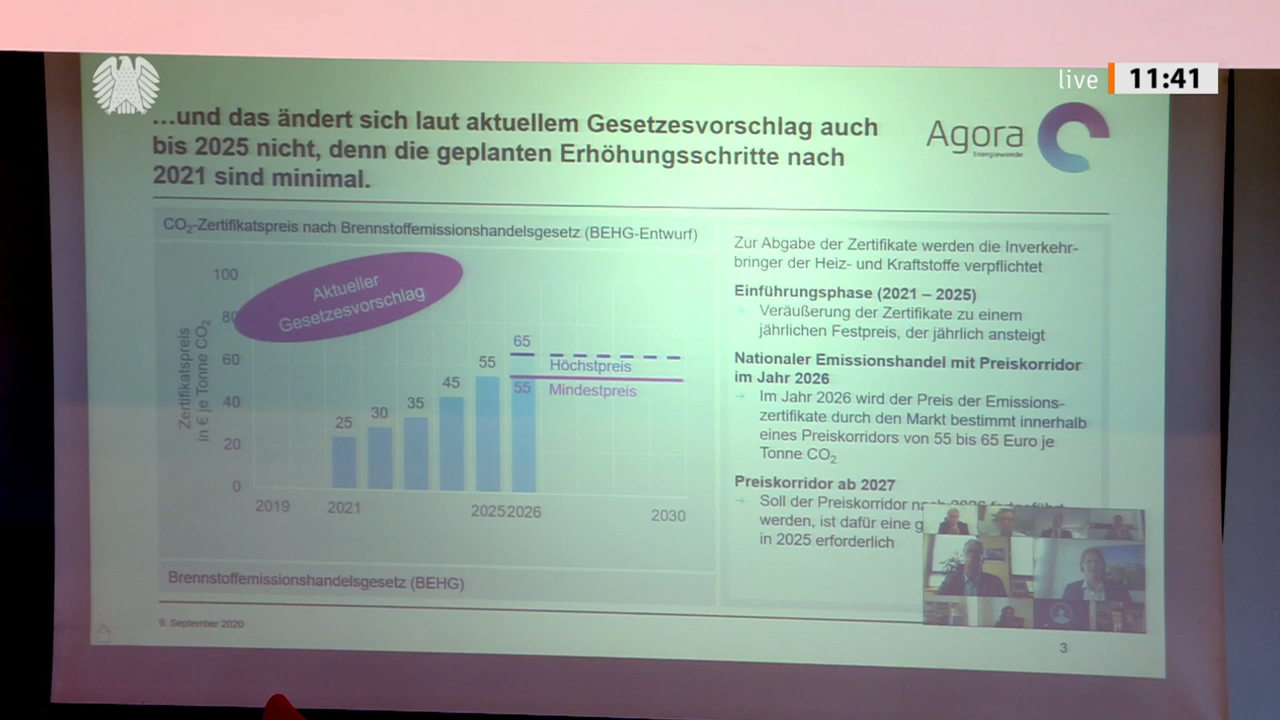 live 11:41
...und das ändert sich laut aktuellem Gesetzesvorschlag auch
bis 2025 nicht, denn die geplanten Erhöhungsschritte nach
2021 sind minimal.
Agora
Energiewende
CO₂-Zertifikatspreis nach Brennstoffemissionshandelsgesetz (BEHG-Entwurf)
Aktueller
Gesetzesvorschlag
Zertifikatspreis
in € je Tonne CO₂
100
80
60
40
20
0
25
30
35
45
55
65
55
Höchstpreis
Mindestpreis
2019
2021
2025
2026
2030
Brennstoffemissionshandelsgesetz (BEHG)
Zur Abgabe der Zertifikate werden die Inverkehr-
bringer der Heiz- und Kraftstoffe verpflichtet
Einführungsphase (2021 – 2025)
→ Veräußerung der Zertifikate zu einem
jährlichen Festpreis, der jährlich ansteigt
Nationaler Emissionshandel mit Preiskorridor
im Jahr 2026
→ Im Jahr 2026 wird der Preis der Emissions-
zertifikate durch den Markt bestimmt innerhalb
eines Preiskorridors von 55 bis 65 Euro je
Tonne CO₂
Preiskorridor ab 2027
→ Soll der Preiskorridor
werden, ist dafür eine
in 2025 erforderlich
9. September 2020
3